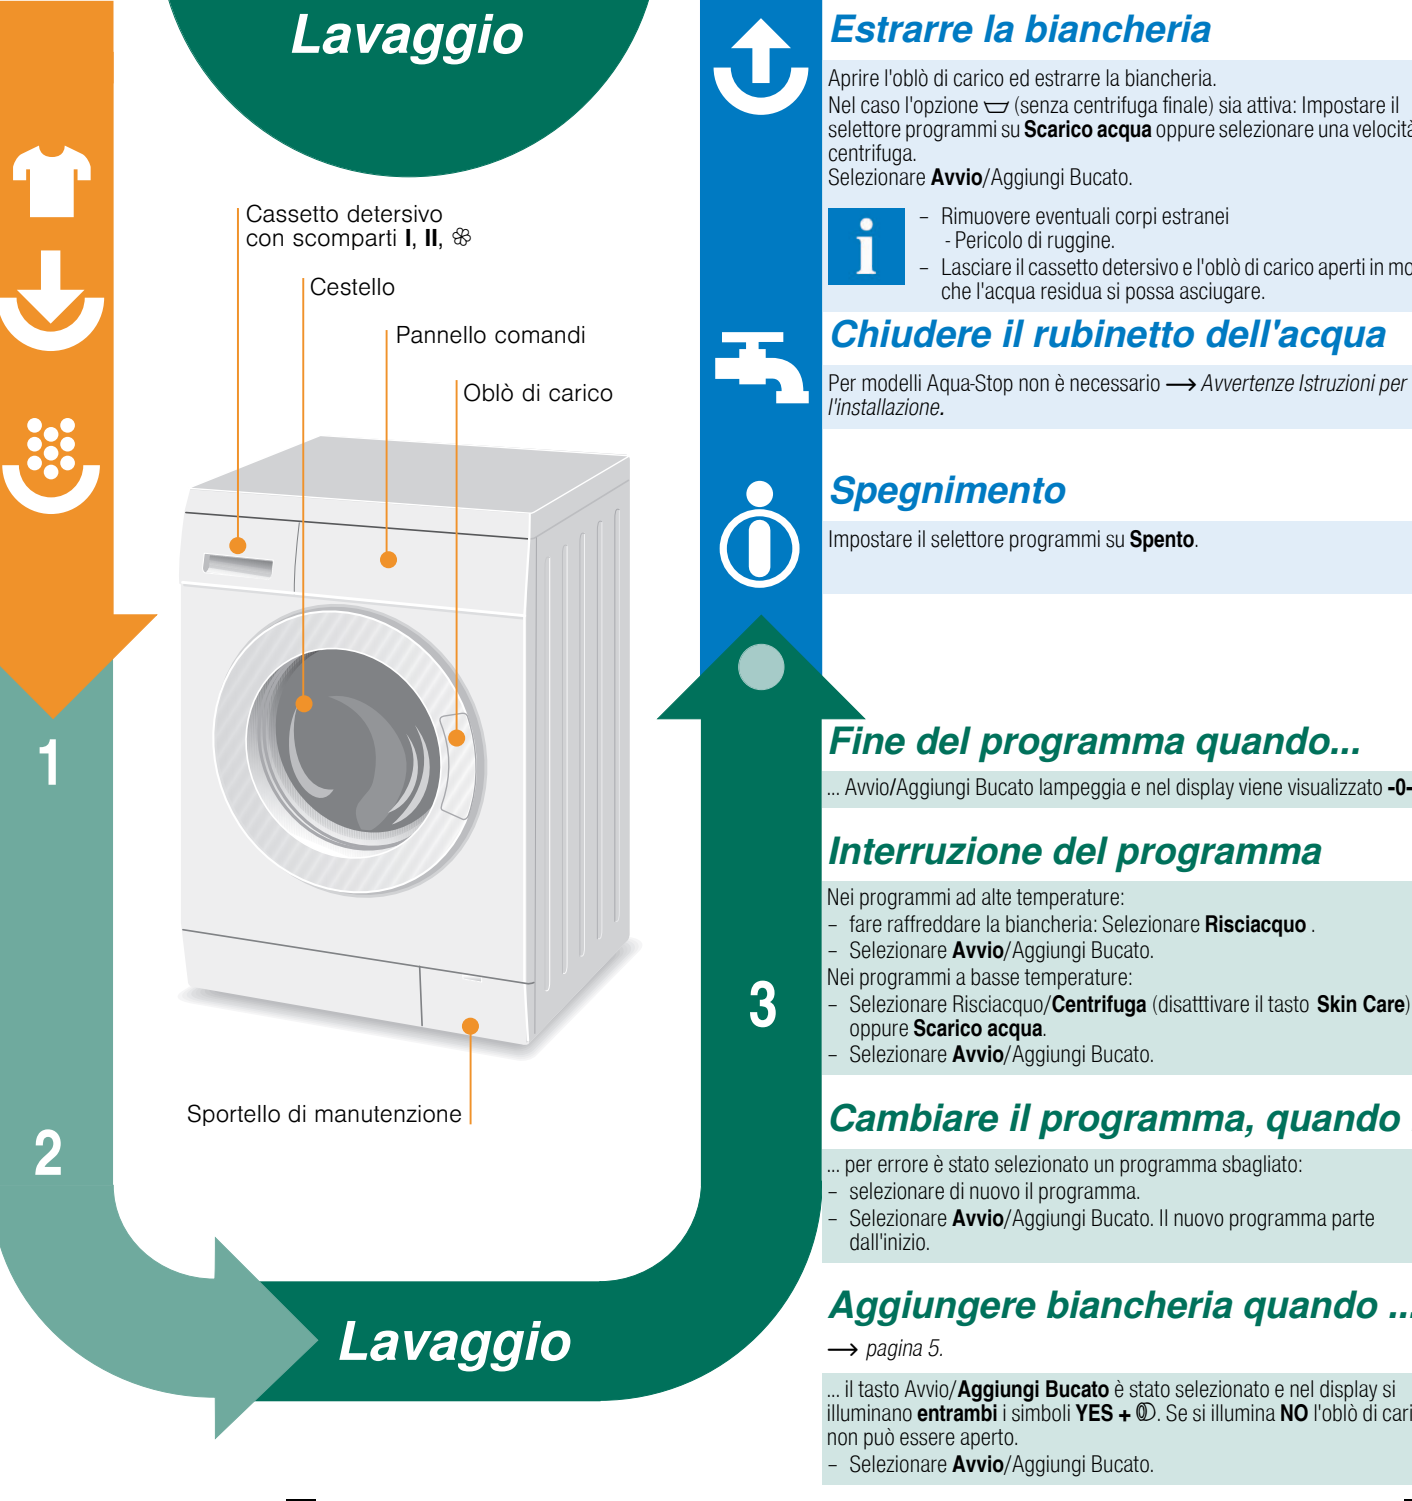 Lavaggio
Cassetto detersivo
con scomparti I, II,
Cestello
Pannello comandi
Oblò di carico
Sportello di manutenzione
1
2
3
Lavaggio
Estrarre la biancheria
Aprire l'oblò di carico ed estrarre la biancheria.
Nel caso l'opzione (senza centrifuga finale) sia attiva: Impostare il
selettore programmi su Scarico acqua oppure selezionare una velocità
centrifuga.
Selezionare Avvio/Aggiungi Bucato.
i
– Rimuovere eventuali corpi estranei
- Pericolo di ruggine.
– Lasciare il cassetto detersivo e l'oblò di carico aperti in
che l'acqua residua si possa asciugare.
Chiudere il rubinetto dell'acqua
Per modelli Aqua-Stop non è necessario ⟶ Avvertenze Istruzioni per
l'installazione.
Spegnimento
Impostare il selettore programmi su Spento.
Fine del programma quando...
... Avvio/Aggiungi Bucato lampeggia e nel display viene visualizzato -0-
Interruzione del programma
Nei programmi ad alte temperature:
– fare raffreddare la biancheria: Selezionare Risciacquo .
– Selezionare Avvio/Aggiungi Bucato.
Nei programmi a basse temperature:
– Selezionare Risciacquo/Centrifuga (disatttivare il tasto Skin Care)
oppure Scarico acqua.
– Selezionare Avvio/Aggiungi Bucato.
Cambiare il programma, quando
... per errore è stato selezionato un programma sbagliato:
– selezionare di nuovo il programma.
– Selezionare Avvio/Aggiungi Bucato. Il nuovo programma parte
dall'inizio.
Aggiungere biancheria quando ...
⟶ pagina 5.
... il tasto Avvio/Aggiungi Bucato è stato selezionato e nel display si
illuminano entrambi i simboli YES + . Se si illumina NO l'oblò di
non può essere aperto.
– Selezionare Avvio/Aggiungi Bucato.